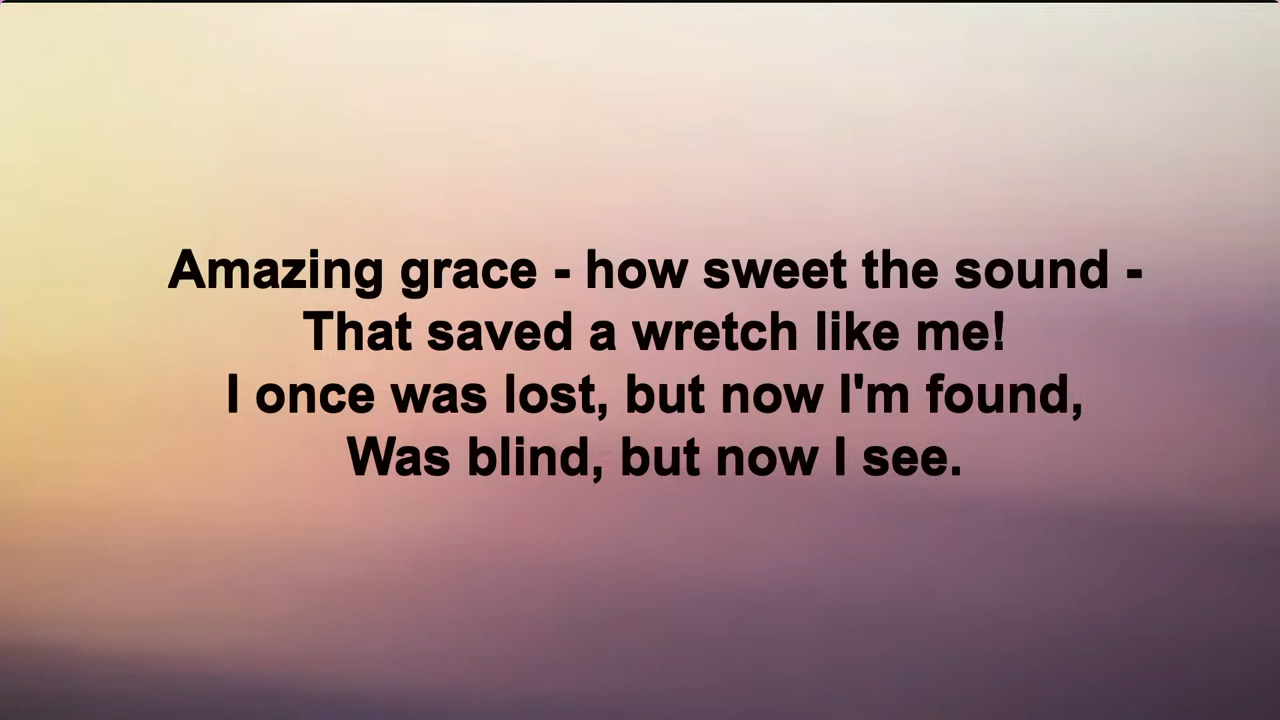 Amazing grace - how sweet the sound -
That saved a wretch like me!
I once was lost, but now I'm found,
Was blind, but now I see.